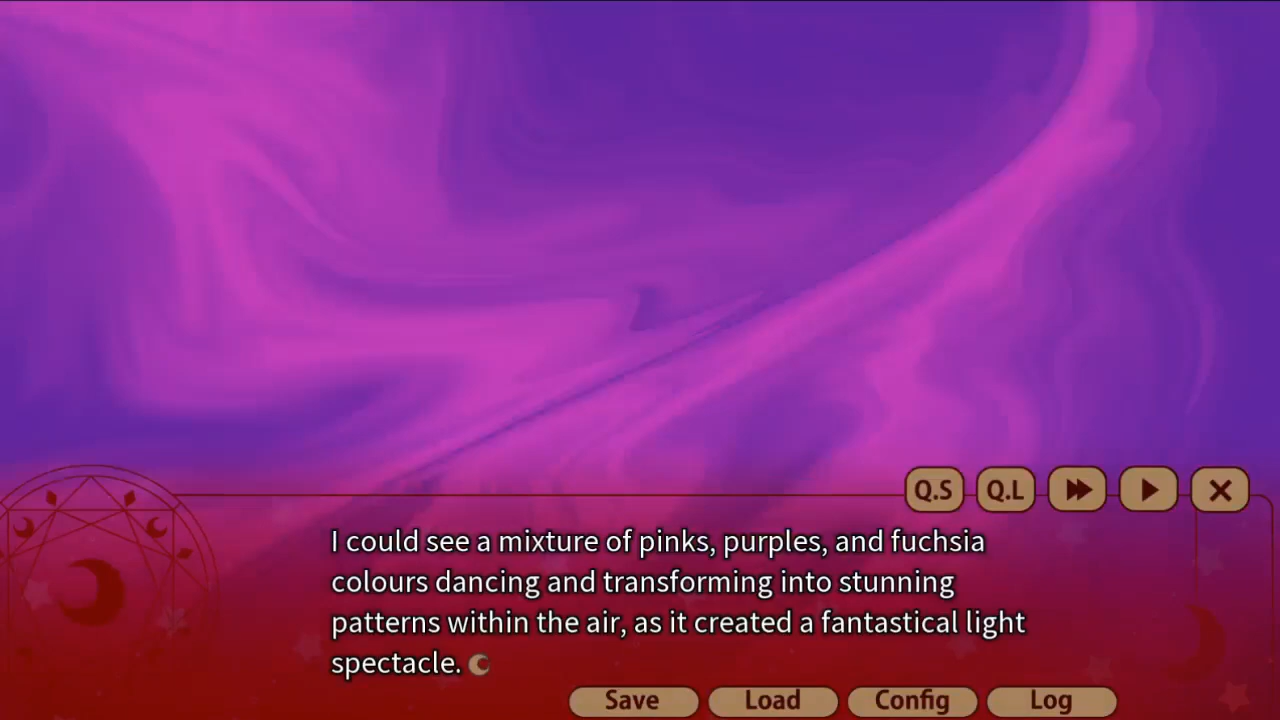 Q.S Q.L
I could see a mixture of pinks, purples, and fuchsia
colours dancing and transforming into stunning
patterns within the air, as it created a fantastical light
spectacle.
Save Load Config Log